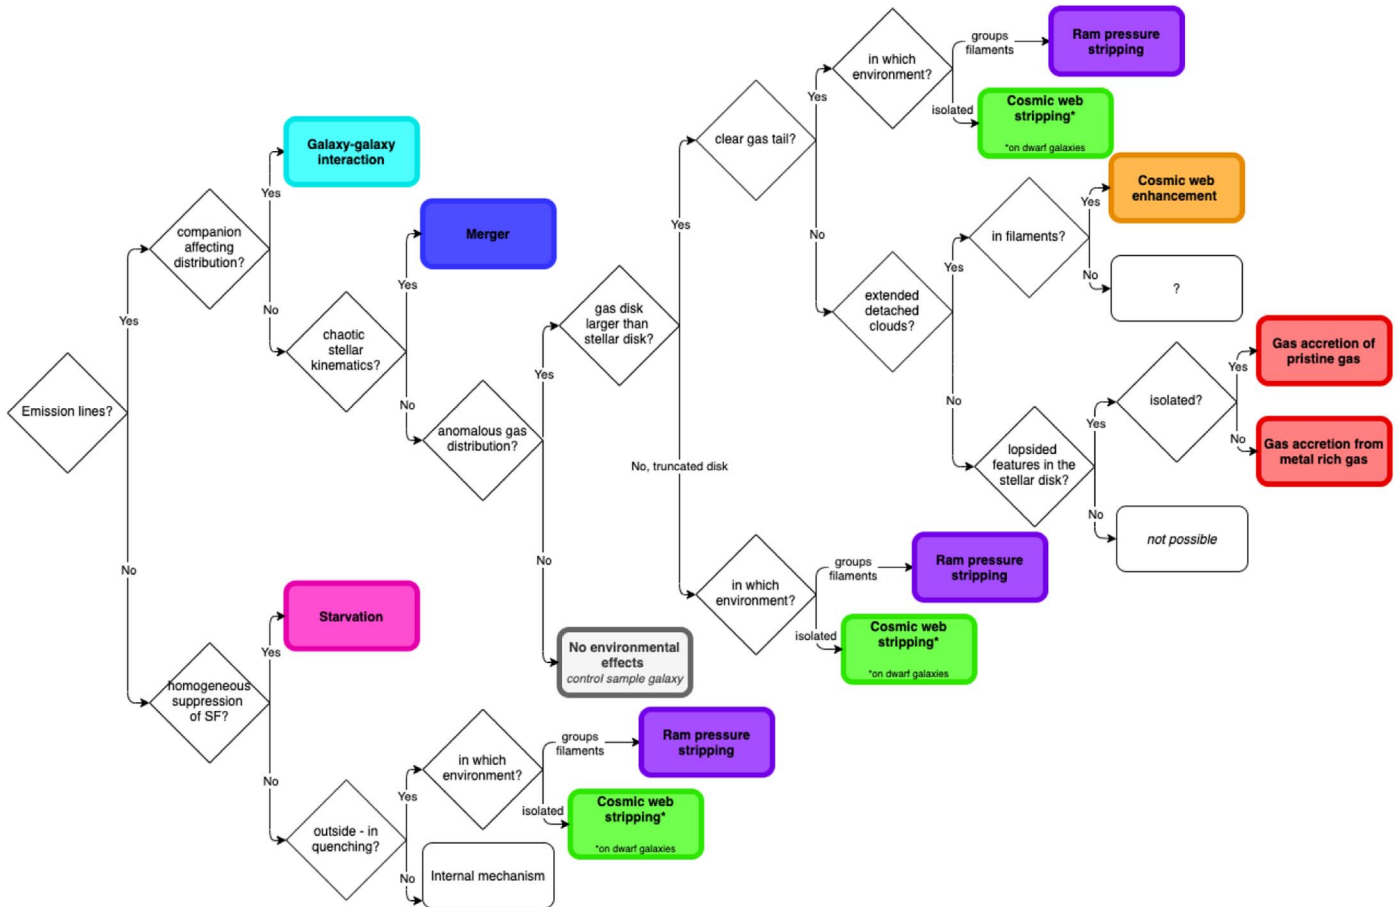 Emission lines?
Yes
No
companion
affecting
distribution?
Yes
No
Galaxy-galaxy
interaction
chaotic
stellar
kinematics?
Yes
No
Merger
anomalous gas
distribution?
Yes
No
gas disk
larger than
stellar disk?
Yes
No, truncated disk
clear gas tail?
Yes
No
in which
environment?
groups
filaments
isolated
Ram pressure
stripping
Cosmic web
stripping*
*on dwarf galaxies
extended
detached
clouds?
Yes
No
in filaments?
Yes
No
Cosmic web
enhancement
?
lopsided
features in the
stellar disk?
Yes
No
isolated?
Yes
No
Gas accretion of
pristine gas
Gas accretion from
metal rich gas
not possible
in which
environment?
groups
filaments
isolated
Ram pressure
stripping
Cosmic web
stripping*
*on dwarf galaxies
No environmental
effects
control sample galaxy
homogeneous
suppression
of SF?
Yes
No
Starvation
outside - in
quenching?
Yes
No
in which
environment?
groups
filaments
isolated
Ram pressure
stripping
Cosmic web
stripping*
*on dwarf galaxies
Internal mechanism